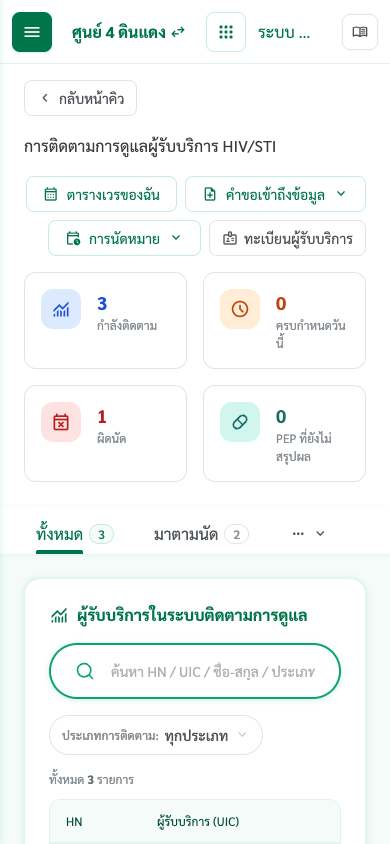 ศูนย์ 4 ดินแดง
ระบบ ...
กลับหน้าคิว
การติดตามการดูแลผู้รับบริการ HIV/STI
ตารางเวรของฉัน
คำขอเข้าถึงข้อมูล
การนัดหมาย
ทะเบียนผู้รับบริการ
3
กำลังติดตาม
0
ครบกำหนดวัน
นี้
1
ผิดนัด
0
PEP ที่ยังไม่
สรุปผล
ทั้งหมด 3
มาตามนัด 2
...
ผู้รับบริการในระบบติดตามการดูแล
ค้นหา HN / UIC / ชื่อ-สกุล / ประเภท
ประเภทการติดตาม: ทุกประเภท
ทั้งหมด 3 รายการ
HN ผู้รับบริการ (UIC)